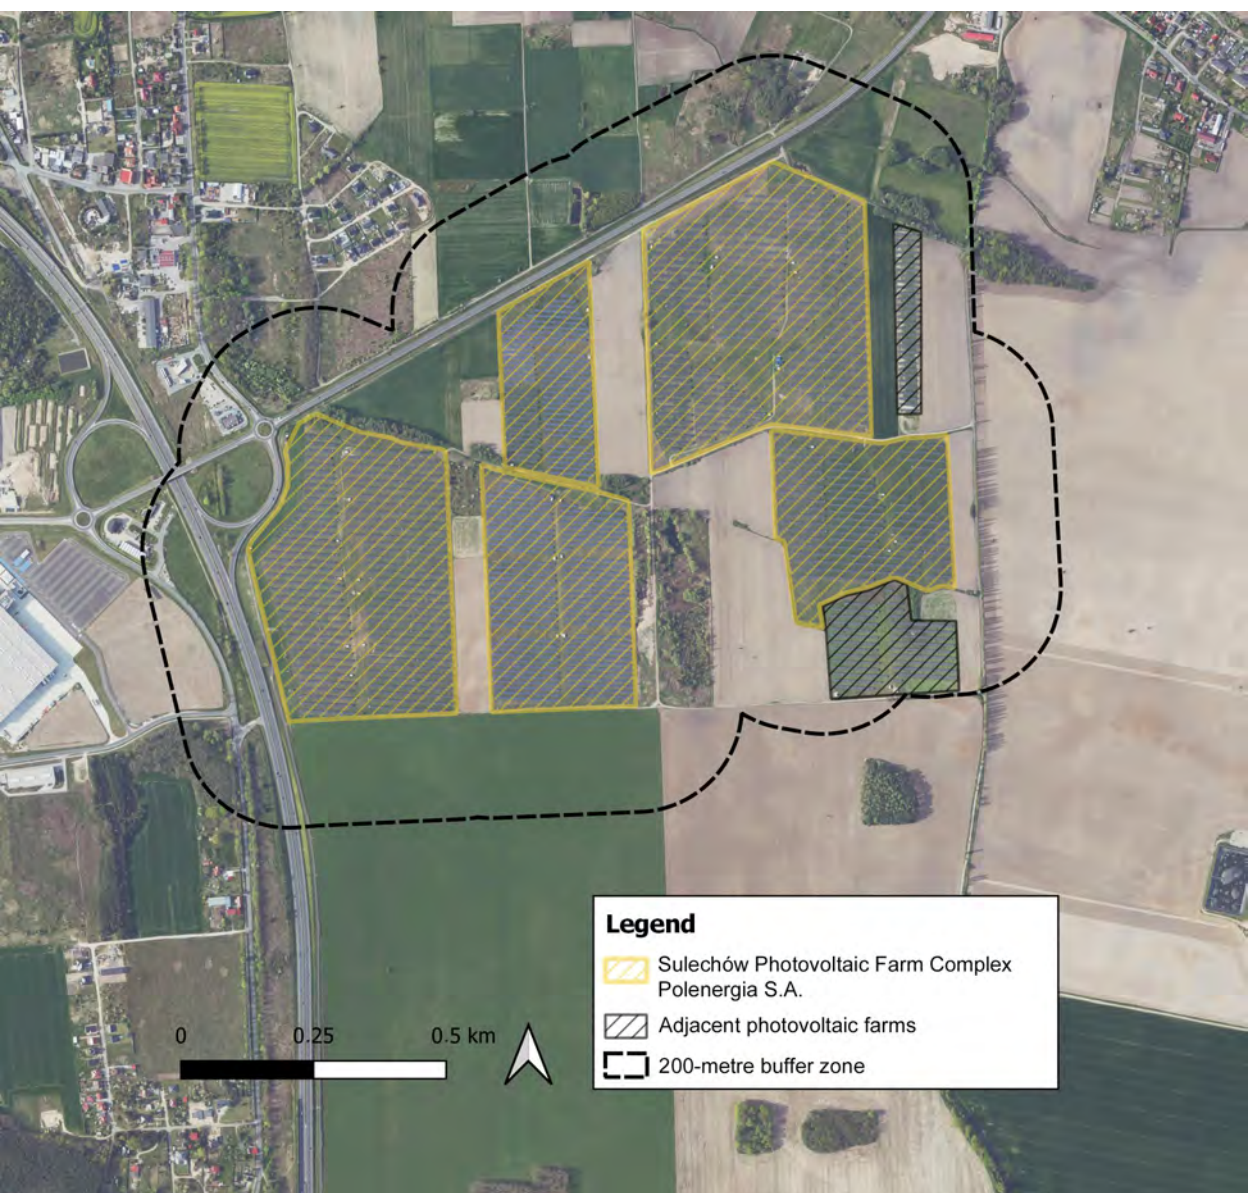 Legend
Sulechów Photovoltaic Farm Complex
Polenergia S.A.
Adjacent photovoltaic farms
200-metre buffer zone
0 0.25 0.5 km